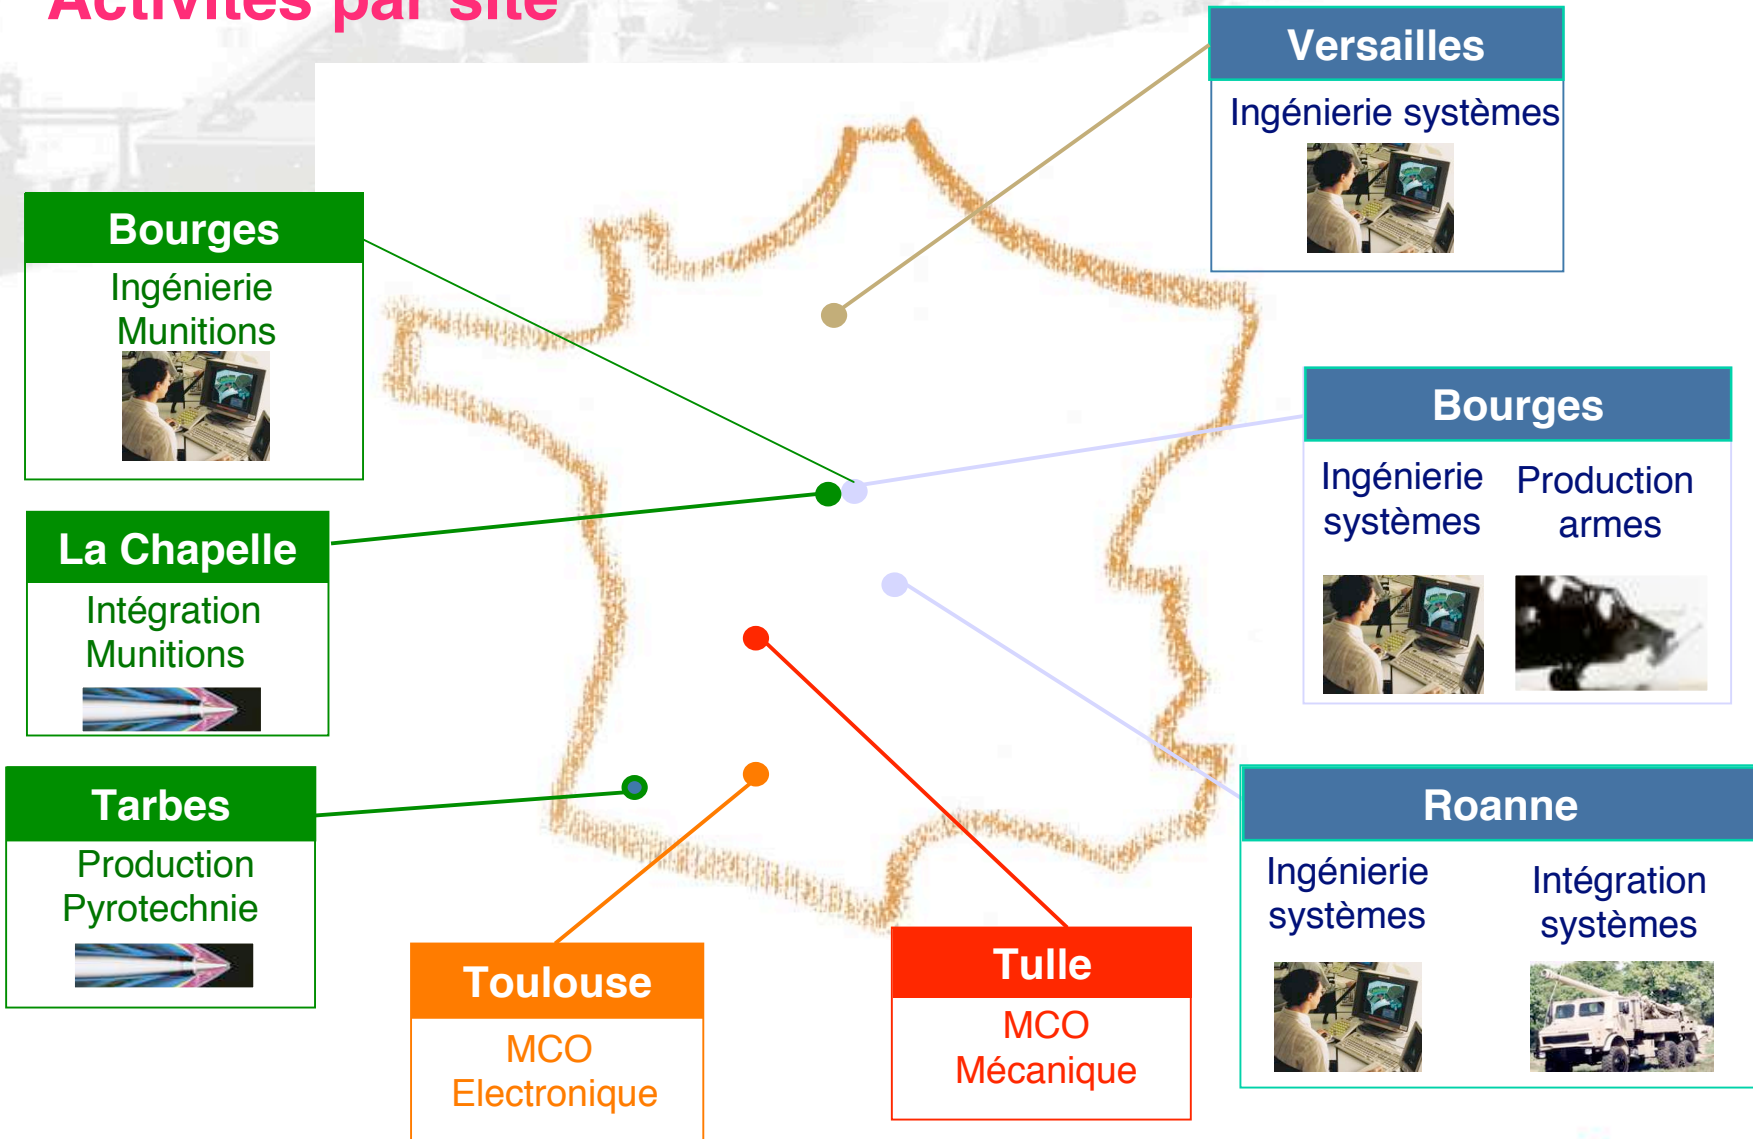 Activités par site
Versailles
Ingénierie systèmes
Bourges
Ingénierie
Munitions
Bourges
Ingénierie
systèmes
Production
armes
La Chapelle
Intégration
Munitions
Tarbes
Production
Pyrotechnie
Roanne
Ingénierie
systèmes
Intégration
systèmes
Toulouse
MCO
Electronique
Tulle
MCO
Mécanique